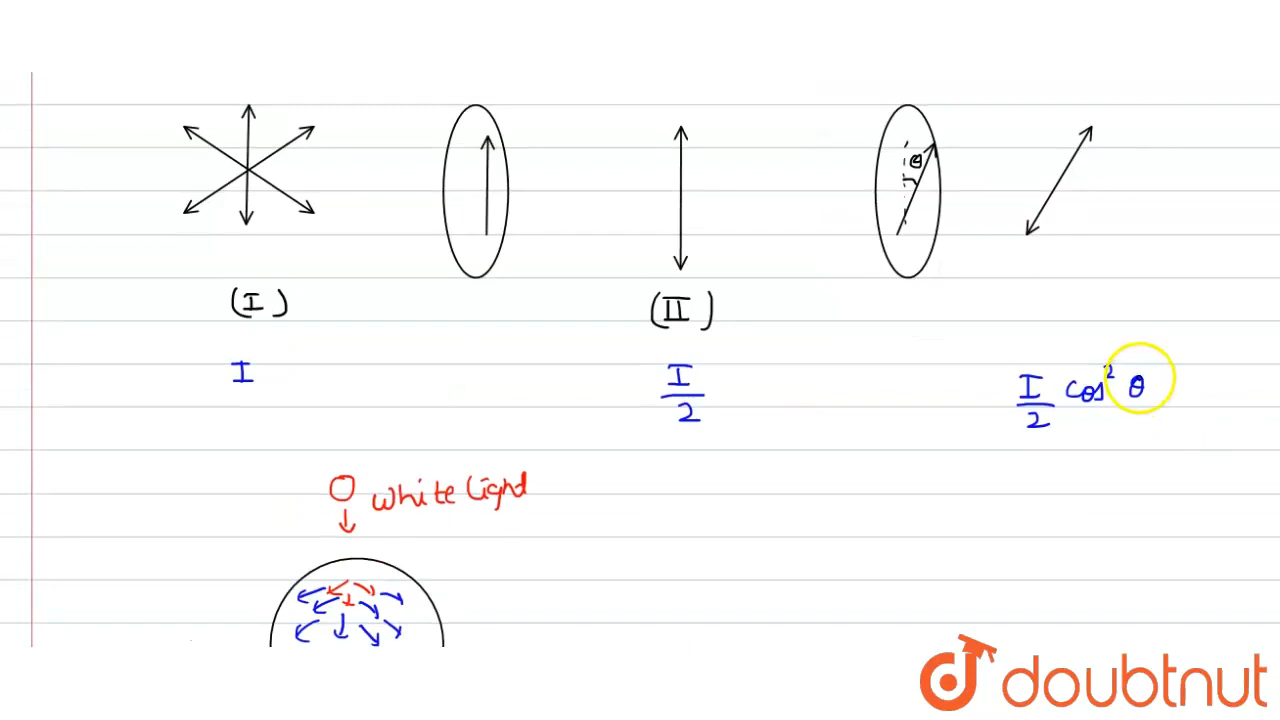 θ
(I) (II)
I I/2 I/2 cos² θ
white light
doubtnut